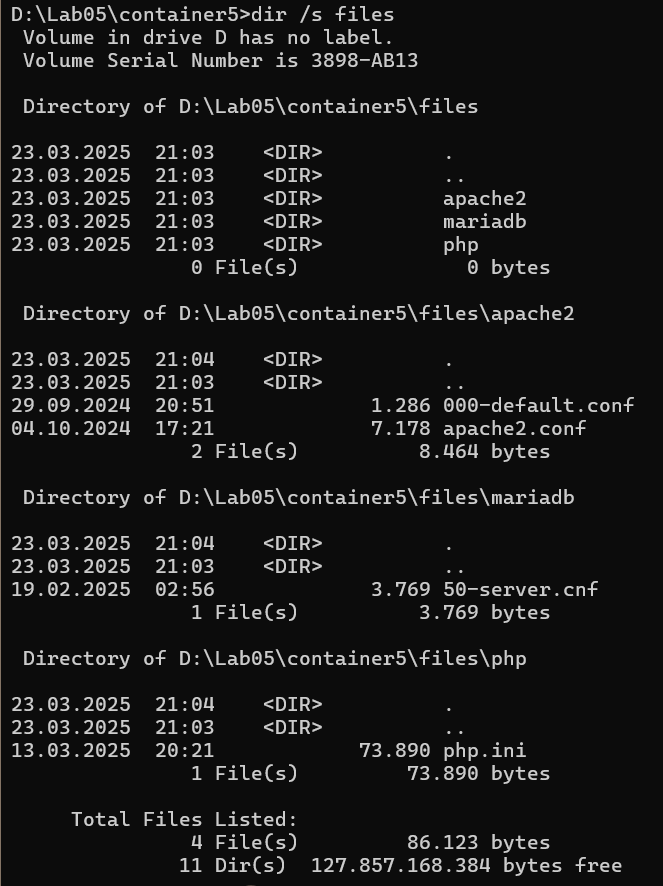 D:\Lab05\container5>dir /s files
 Volume in drive D has no label.
 Volume Serial Number is 3898-AB13

 Directory of D:\Lab05\container5\files

23.03.2025  21:03    <DIR>          .
23.03.2025  21:03    <DIR>          ..
23.03.2025  21:03    <DIR>          apache2
23.03.2025  21:03    <DIR>          mariadb
23.03.2025  21:03    <DIR>          php
               0 File(s)              0 bytes

 Directory of D:\Lab05\container5\files\apache2

23.03.2025  21:04    <DIR>          .
23.03.2025  21:03    <DIR>          ..
29.09.2024  20:51             1.286 000-default.conf
04.10.2024  17:21             7.178 apache2.conf
               2 File(s)          8.464 bytes

 Directory of D:\Lab05\container5\files\mariadb

23.03.2025  21:04    <DIR>          .
23.03.2025  21:03    <DIR>          ..
19.02.2025  02:56             3.769 50-server.cnf
               1 File(s)          3.769 bytes

 Directory of D:\Lab05\container5\files\php

23.03.2025  21:04    <DIR>          .
23.03.2025  21:03    <DIR>          ..
13.03.2025  20:21            73.890 php.ini
               1 File(s)         73.890 bytes

     Total Files Listed:
               4 File(s)         86.123 bytes
              11 Dir(s)  127.857.168.384 bytes free